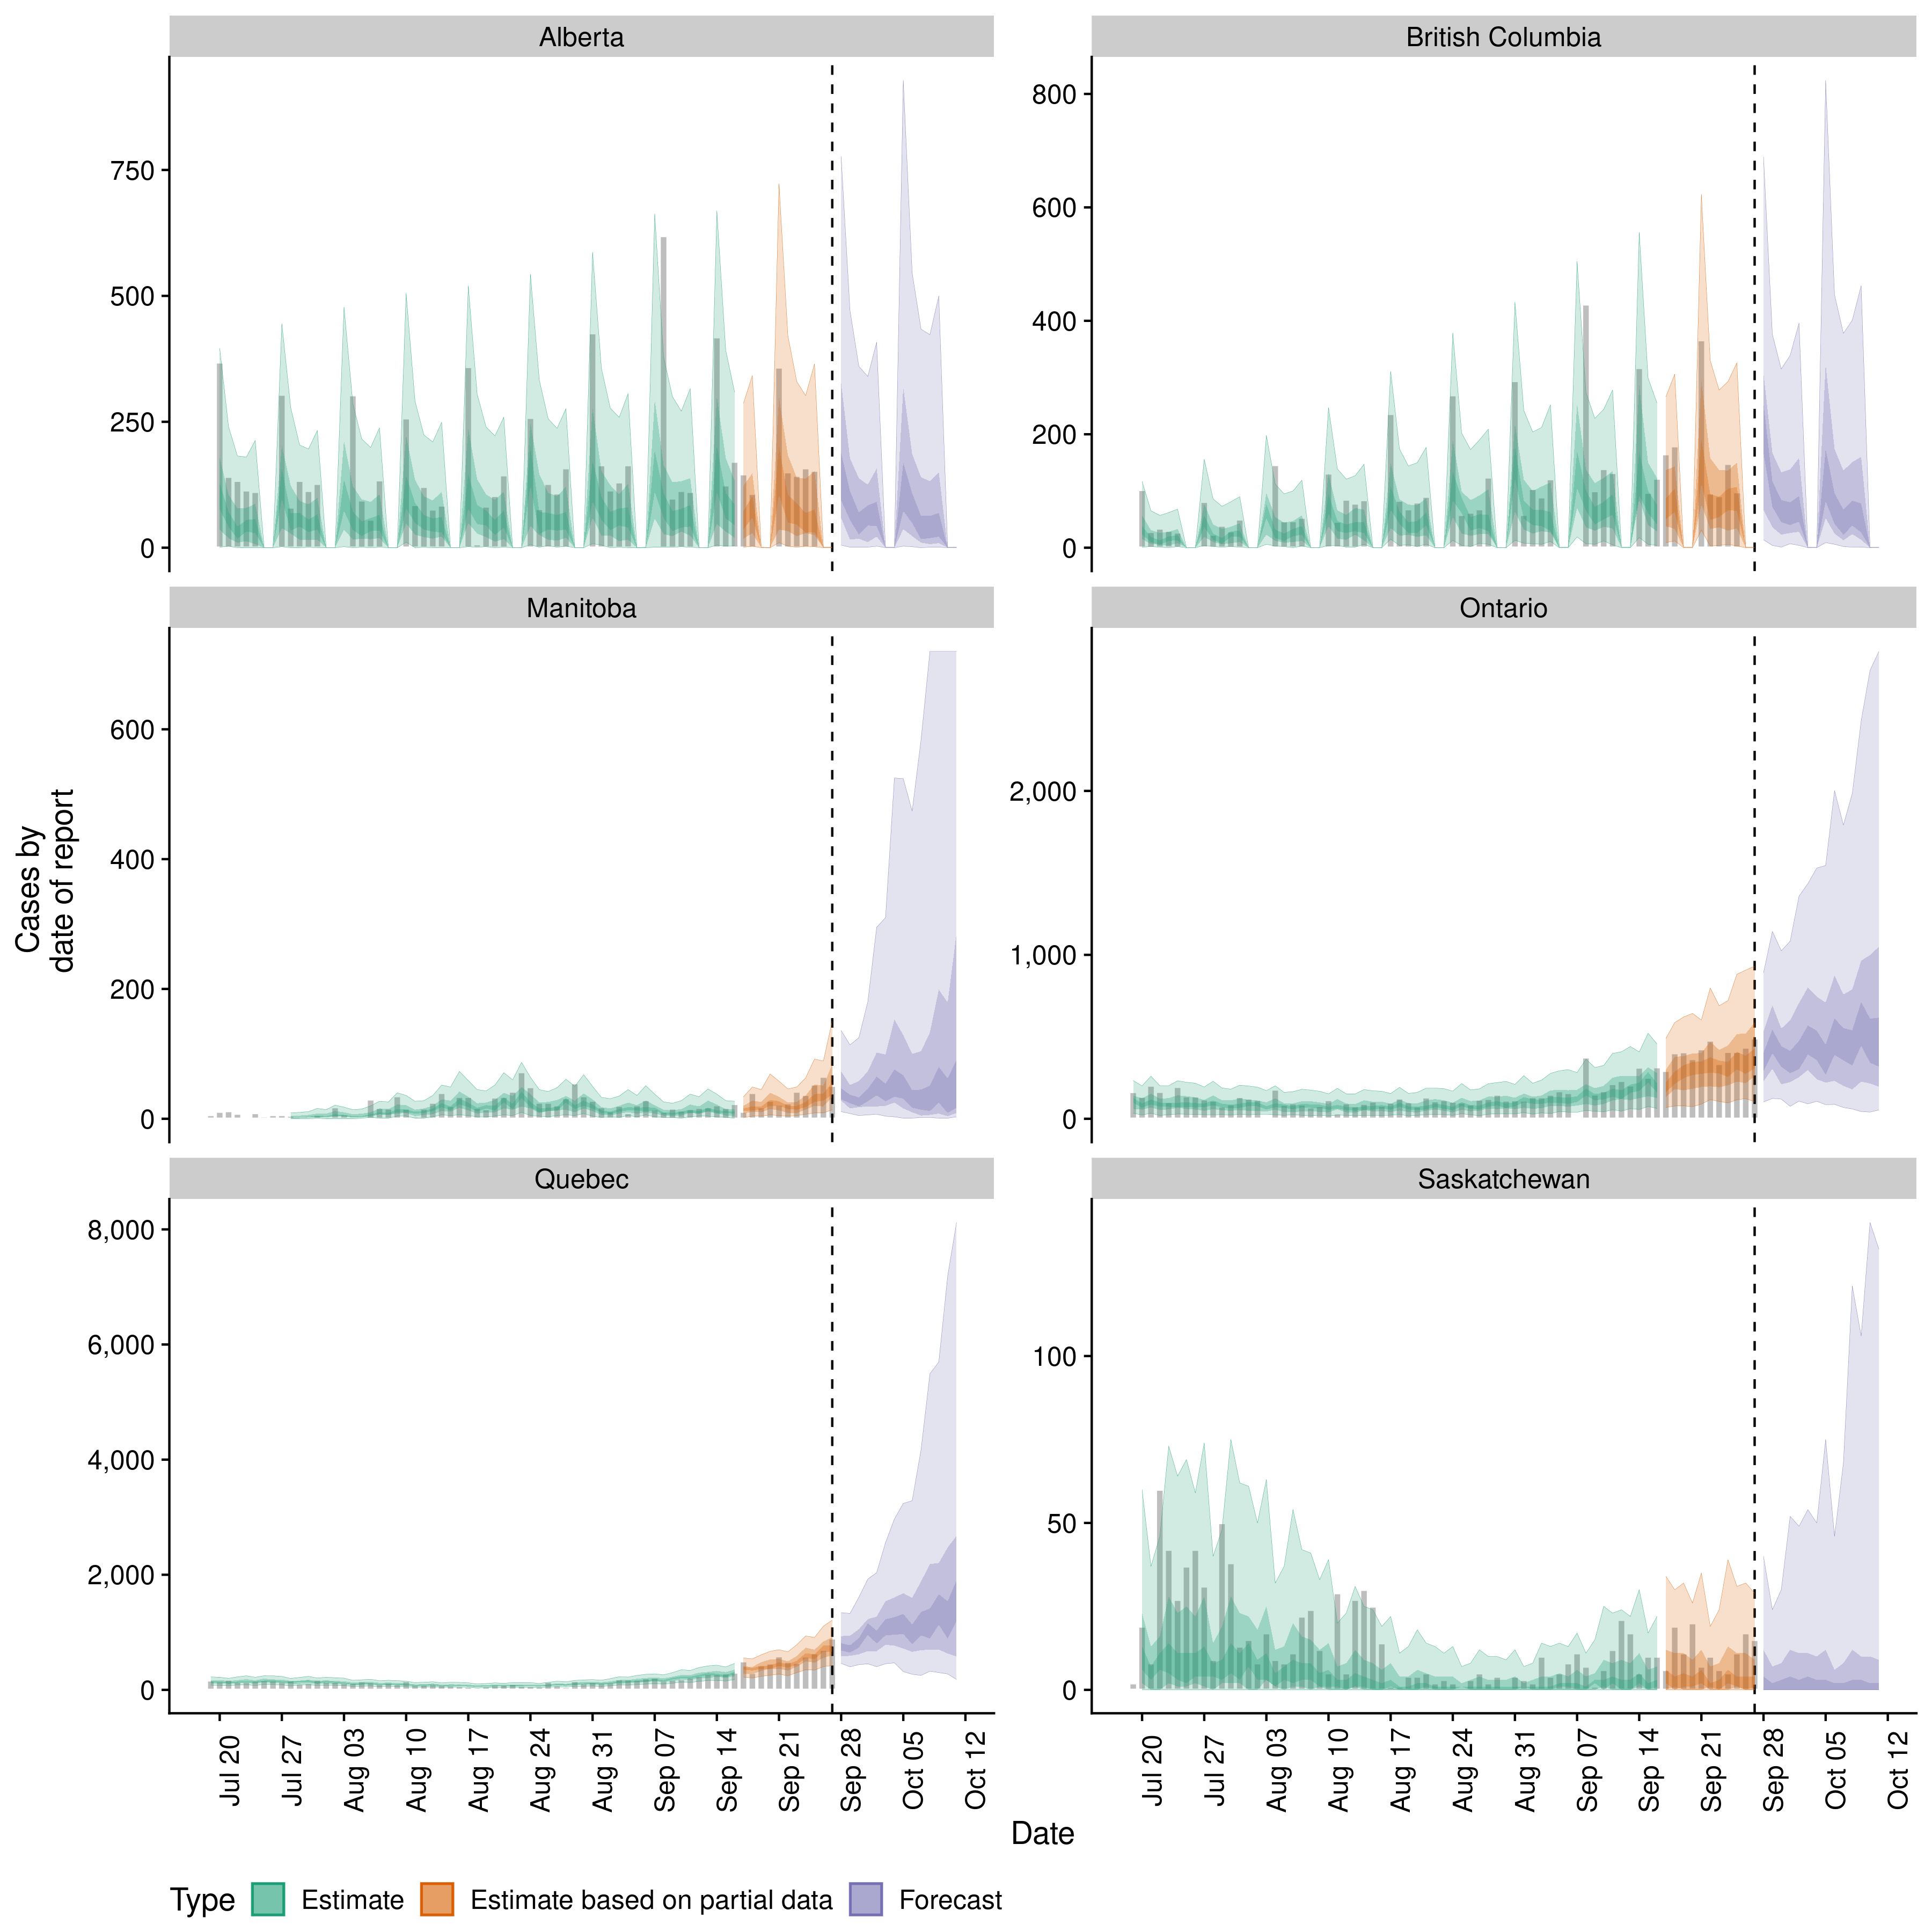 Alberta
British Columbia
750
500
250
0
800
600
400
200
0
Manitoba
Ontario
600
400
200
0
2,000
1,000
0
Cases by
date of report
Quebec
Saskatchewan
8,000
6,000
4,000
2,000
0
100
50
0
Jul 20
Jul 27
Aug 03
Aug 10
Aug 17
Aug 24
Aug 31
Sep 07
Sep 14
Sep 21
Sep 28
Oct 05
Oct 12
Jul 20
Jul 27
Aug 03
Aug 10
Aug 17
Aug 24
Aug 31
Sep 07
Sep 14
Sep 21
Sep 28
Oct 05
Oct 12
Date
Type Estimate Estimate based on partial data Forecast